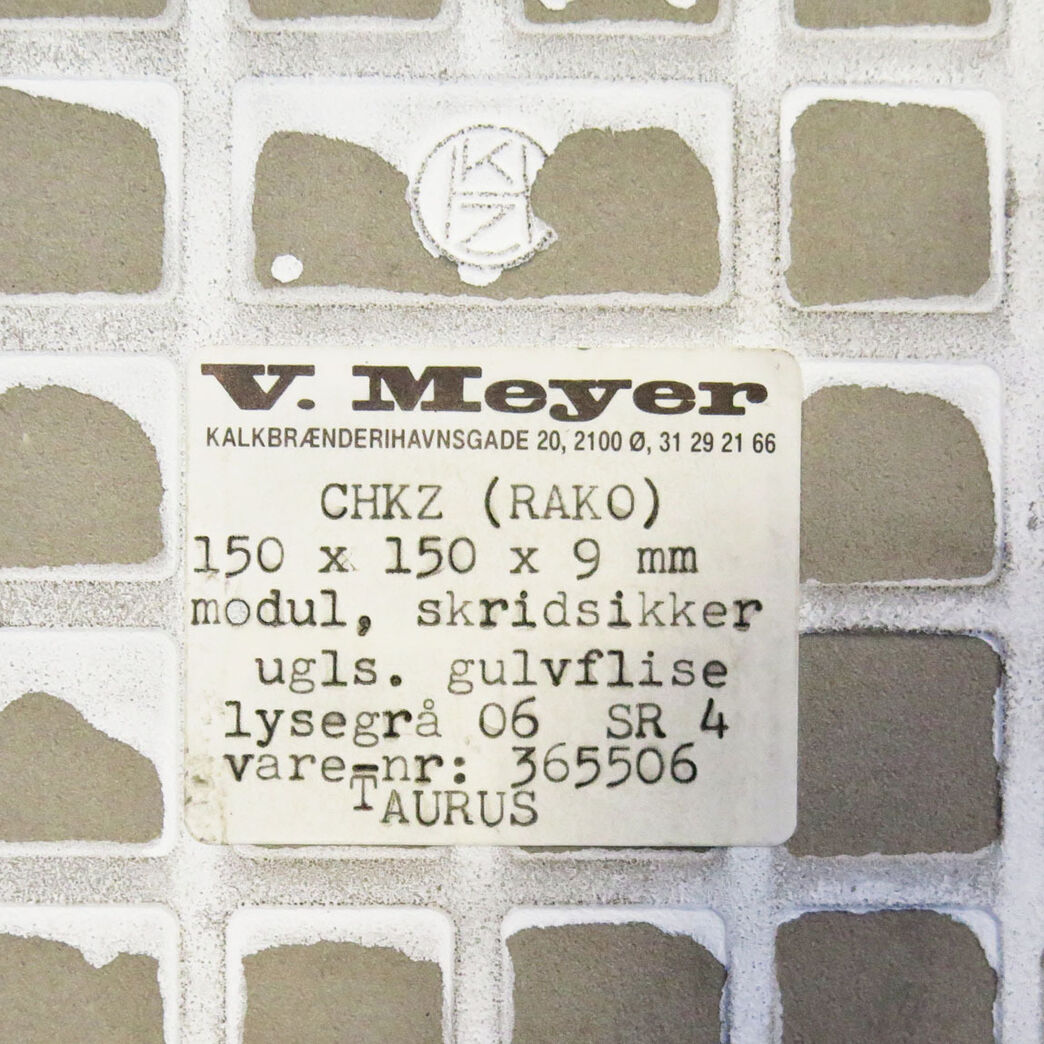 CHKZ
V. Meyer
KALKBRÆNDERIHAVNSGADE 20, 2100 Ø, 31 29 21 66
CHKZ (RAKO)
150 x 150 x 9 mm
modul, skridsikker
ugls. gulvflise
lysegrå 06 SR 4
vare-nr: 365506
TAURUS